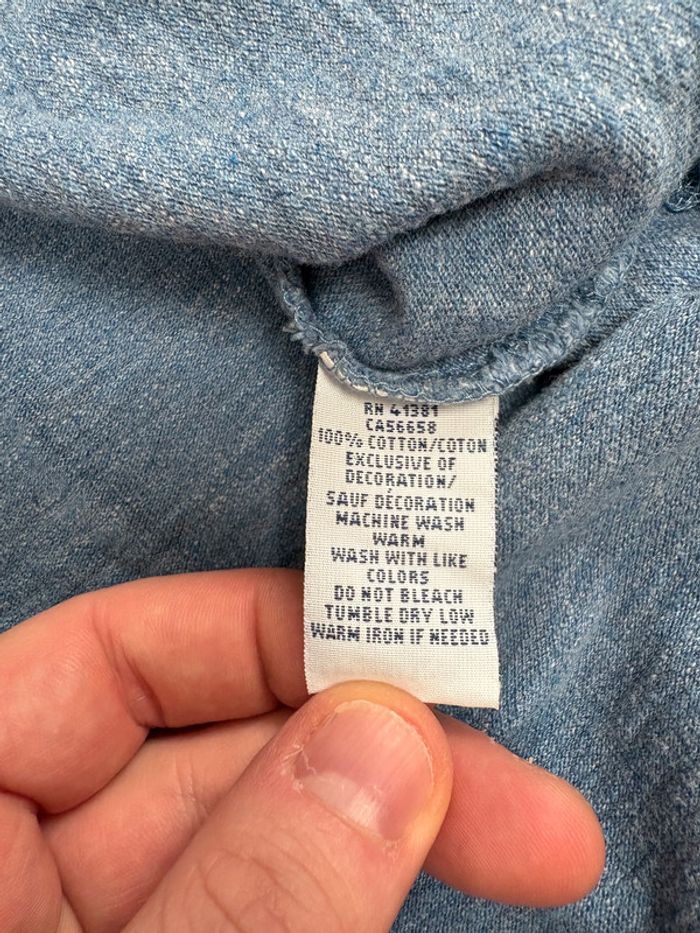 RN 41381
CA56658
100% COTTON/COTON
EXCLUSIVE OF
DECORATION/
SAUF DÉCORATION
MACHINE WASH
WARM
WASH WITH LIKE
COLORS
DO NOT BLEACH
TUMBLE DRY LOW
WARM IRON IF NEEDED